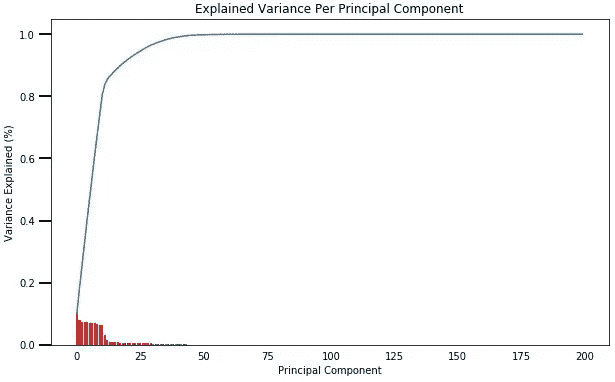 Explained Variance Per Principal Component
1.0
0.8
0.6
0.4
0.2
0.0
Variance Explained (%)
0 25 50 75 100 125 150 175 200
Principal Component